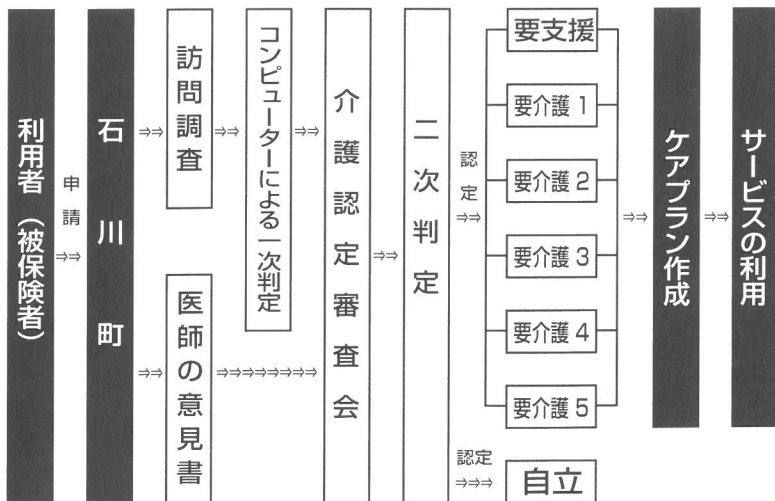 利用者（被保険者）
申請
⇒⇒
石川町
⇒⇒
訪問調査
⇒⇒
コンピューターによる一次判定
⇒⇒
⇒⇒
医師の意見書
⇒⇒⇒⇒⇒⇒⇒⇒
介護認定審査会
⇒⇒
二次判定
認定
⇒⇒
要支援
要介護1
要介護2
要介護3
要介護4
要介護5
認定
⇒⇒⇒
自立
⇒⇒
ケアプラン作成
⇒⇒
サービスの利用